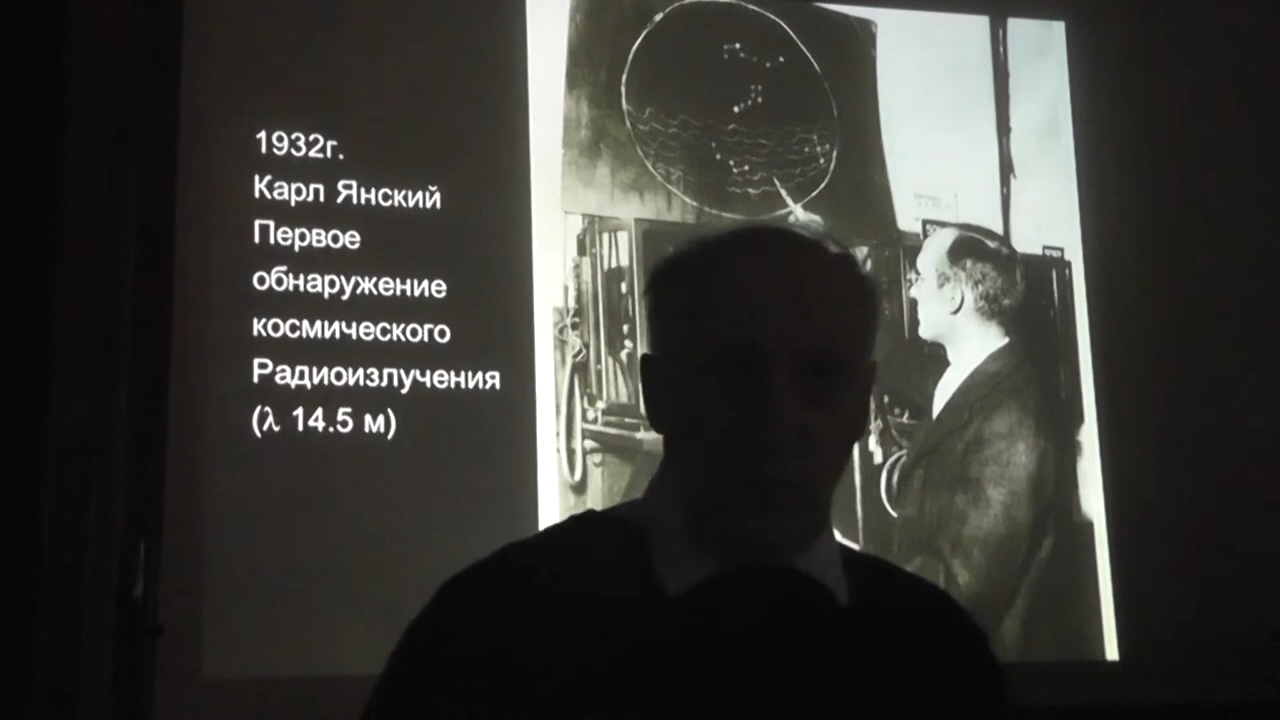 1932г.
Карл Янский
Первое
обнаружение
космического
Радиоизлучения
(λ 14.5 м)